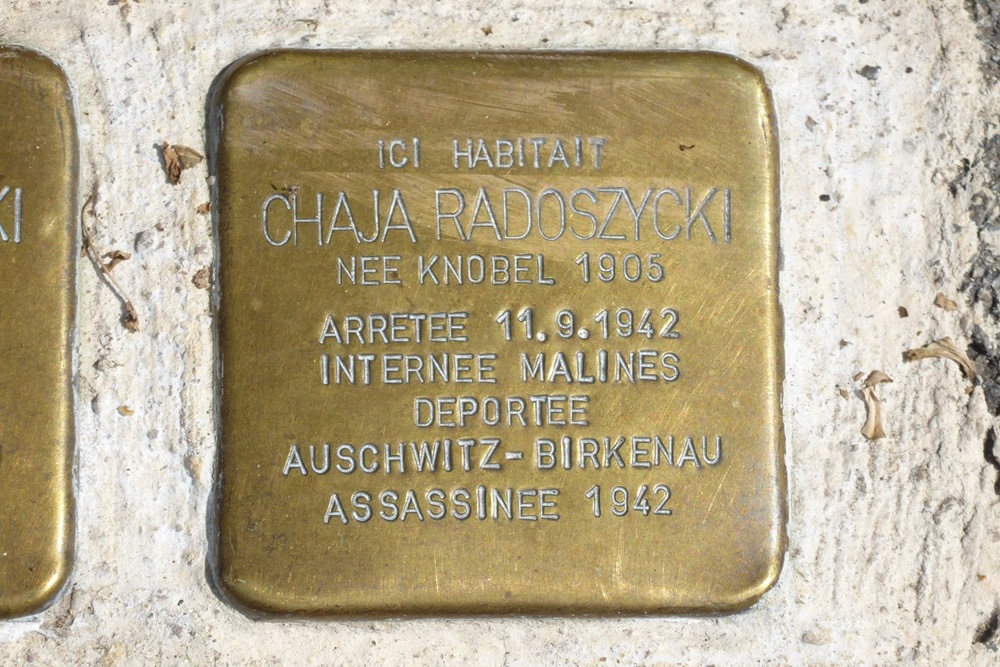 ICI HABITAIT
CHAJA RADOSZYCKI
NEE KNOBEL 1905
ARRETEE 11.9.1942
INTERNEE MALINES
DEPORTEE
AUSCHWITZ-BIRKENAU
ASSASSINEE 1942